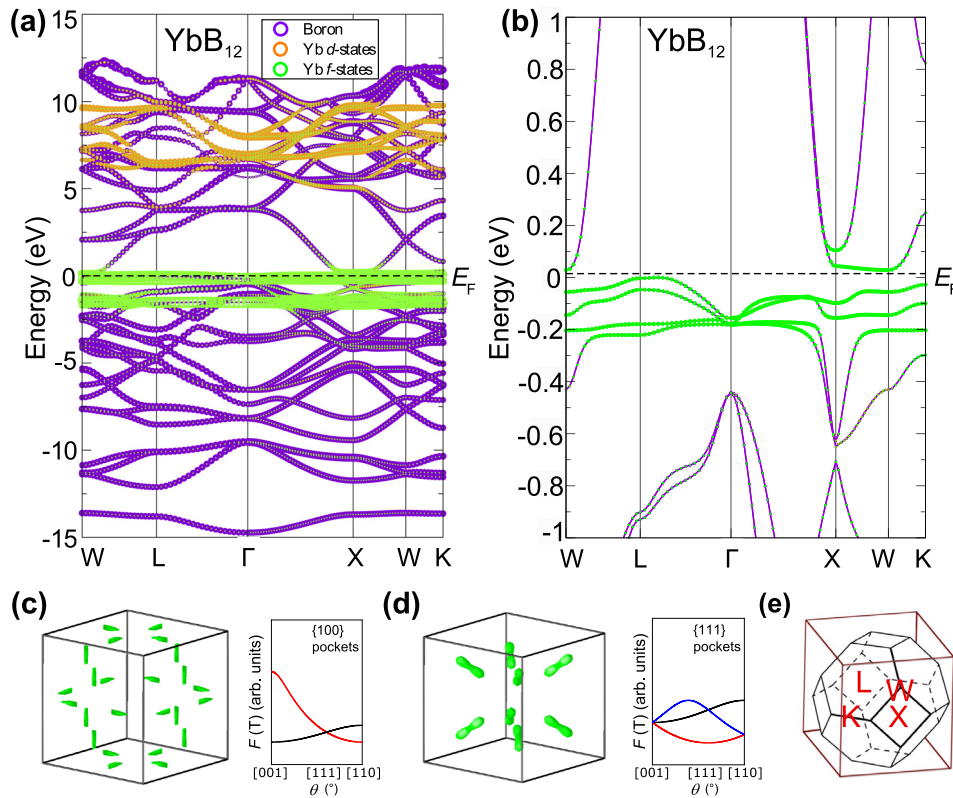 (a)
15
10
5
0
-5
-10
-15
Energy (eV)
YbB12
Boron
Yb d-states
Yb f-states
EF
W L Γ X W K
(b)
1
0.8
0.6
0.4
0.2
0
-0.2
-0.4
-0.6
-0.8
-1
Energy (eV)
YbB12
EF
W L Γ X W K
(c)
F (T) (arb. units)
{100}
pockets
[001] [111] [110]
θ (°)
(d)
F (T) (arb. units)
{111}
pockets
[001] [111] [110]
θ (°)
(e)
L W
K X